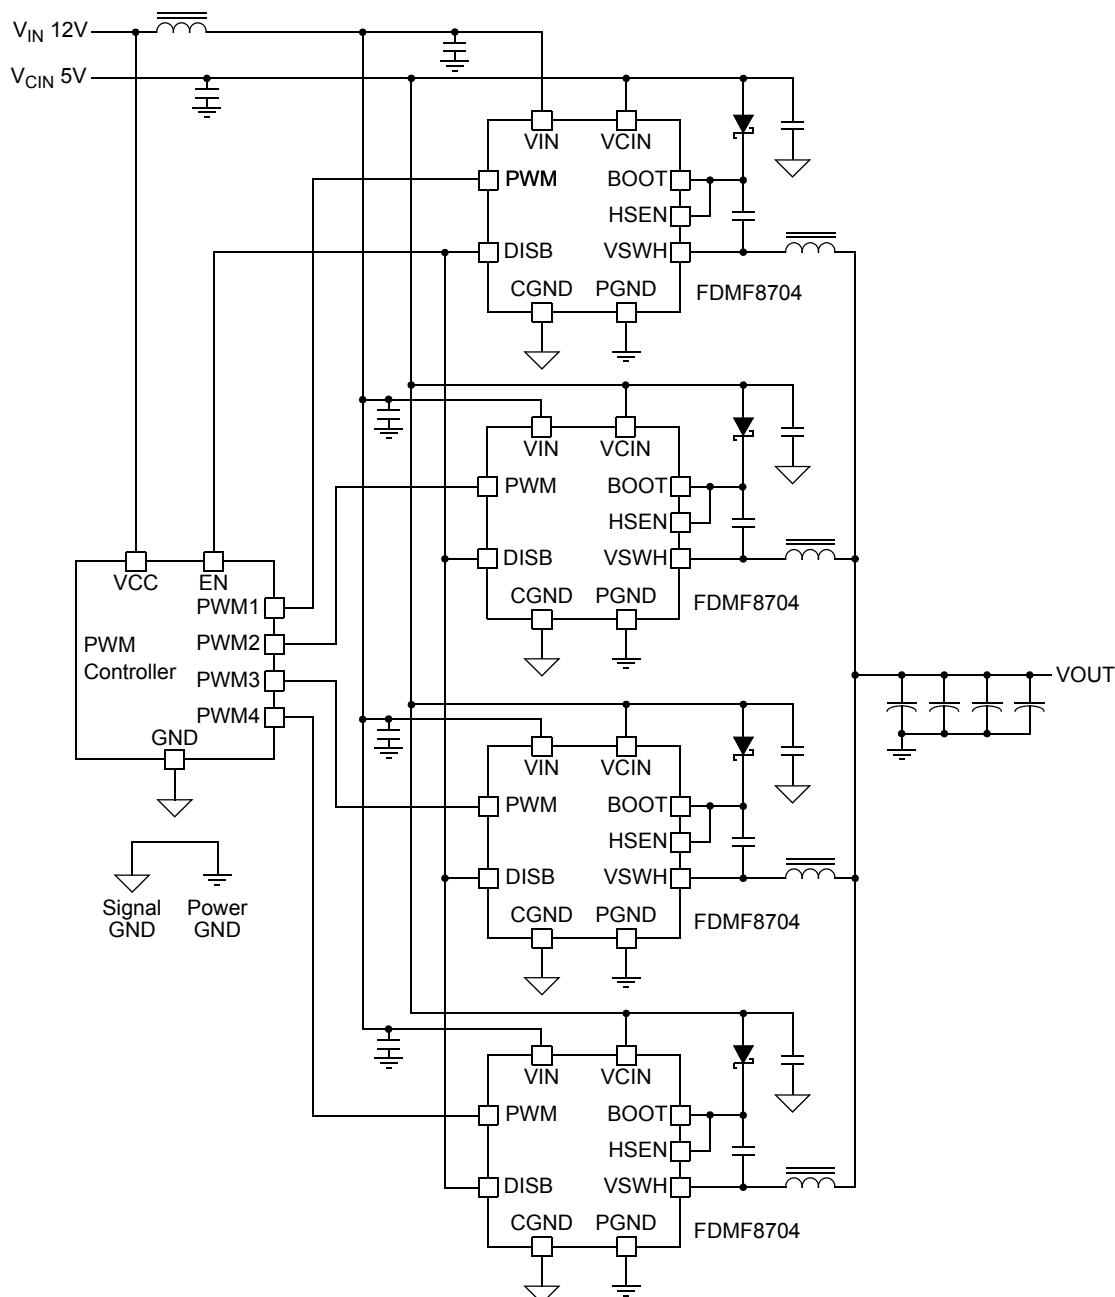 VIN 12V
VCIN 5V
VIN
VCIN
PWM
BOOT
HSEN
DISB
VSWH
CGND
PGND
FDMF8704
VIN
VCIN
PWM
BOOT
HSEN
DISB
VSWH
CGND
PGND
FDMF8704
VCC
EN
PWM1
PWM2
PWM
Controller
PWM3
PWM4
GND
VOUT
VIN
VCIN
PWM
BOOT
HSEN
DISB
VSWH
CGND
PGND
FDMF8704
Signal
GND
Power
GND
VIN
VCIN
PWM
BOOT
HSEN
DISB
VSWH
CGND
PGND
FDMF8704